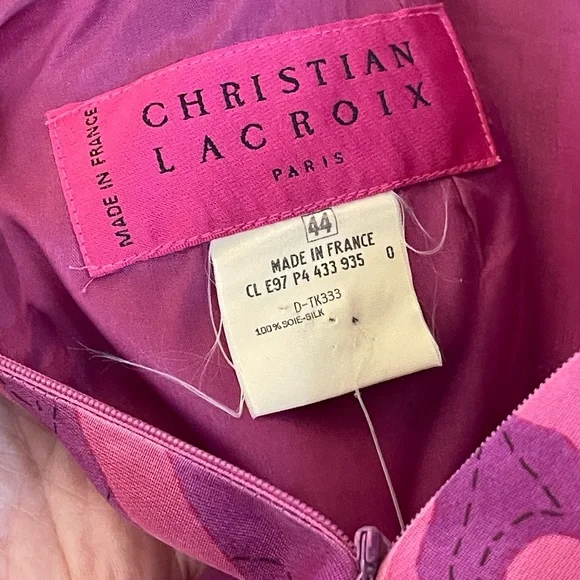 CHRISTIAN
LACROIX
PARIS
MADE IN FRANCE
44
MADE IN FRANCE
CL E97 P4 433 935 0
D-TK333
100%SOIE-SILK